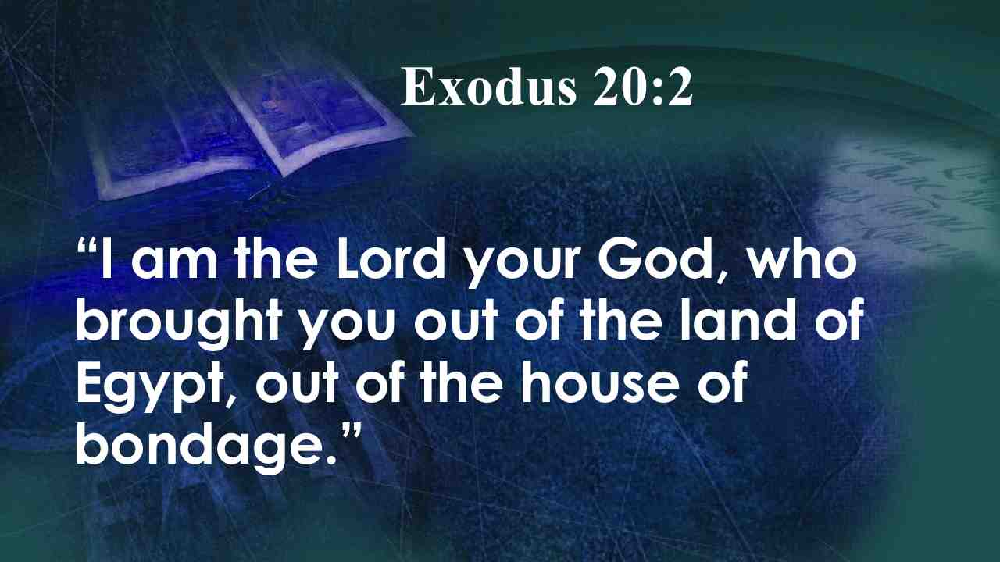 Exodus 20:2
“I am the Lord your God, who
brought you out of the land of
Egypt, out of the house of
bondage.”